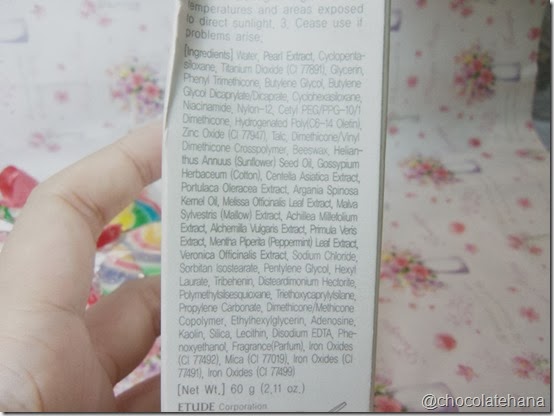 temperatures and areas exposed
to direct sunlight, 3. Cease use if
problems arise;
[Ingredients] Water, Pearl Extract, Cyclopenta-
siloxane, Titanium Dioxide (CI 77891), Glycerin,
Phenyl Trimethicone, Butylene Glycol, Butylene
Glycol Dicaprylate/Dicaprate, Cyclohexasiloxane,
Niacinamide, Nylon-12, Cetyl PEG/PPG-10/1
Dimethicone, Hydrogenated Poly(C6-14 Olefin),
Zinc Oxide (CI 77947), Talc, Dimethicone/Vinyl
Dimethicone Crosspolymer, Beeswax, Helian-
thus Annuus (Sunflower) Seed Oil, Gossypium
Herbaceum (Cotton), Centella Asiatica Extract,
Portulaca Oleracea Extract, Argania Spinosa
Kernel Oil, Melissa Officinalis Leaf Extract, Malva
Sylvestris (Mallow) Extract, Achillea Millefolium
Extract, Alchemilla Vulgaris Extract, Primula Veris
Extract, Mentha Piperita (Peppermint) Leaf Extract,
Veronica Officinalis Extract, Sodium Chloride,
Sorbitan Isostearate, Pentylene Glycol, Hexyl
Laurate, Tribehenin, Disteardimonium Hectorite,
Polymethylsilsesquioxane, Triethoxycaprylylsilane,
Propylene Carbonate, Dimethicone/Methicone
Copolymer, Ethylhexylglycerin, Adenosine,
Kaolin, Silica, Lecithin, Disodium EDTA, Phe-
noxyethanol, Fragrance(Parfum), Iron Oxides
(CI 77492), Mica (CI 77019), Iron Oxides (CI
77491), Iron Oxides (CI 77499)
[Net Wt.] 60 g (2.11 oz.)
ETUDE Corporation
@chocolatehana